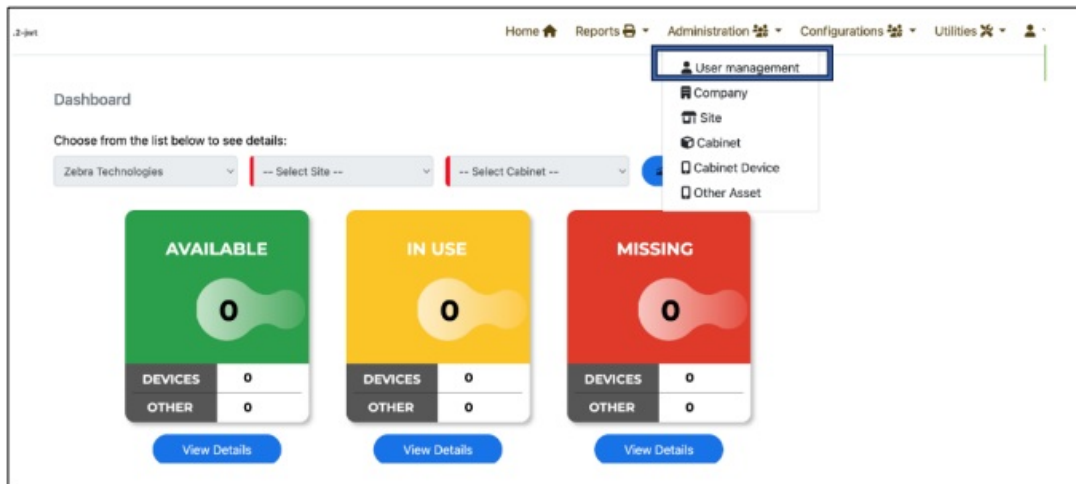 .2-jwt
Home Reports Administration Configurations Utilities
User management
Company
Site
Cabinet
Cabinet Device
Other Asset
Dashboard
Choose from the list below to see details:
Zebra Technologies -- Select Site -- -- Select Cabinet --
AVAILABLE IN USE MISSING
0 0 0
DEVICES 0 DEVICES 0 DEVICES 0
OTHER 0 OTHER 0 OTHER 0
View Details View Details View Details